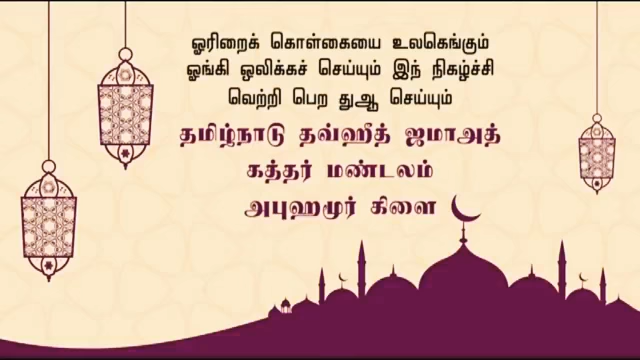 ஓரிறைக் கொள்கையை உலகெங்கும்
ஓங்கி ஒலிக்கச் செய்யும் இந் நிகழ்ச்சி
வெற்றி பெற துஆ செய்யும்
தமிழ்நாடு தவ்ஹீத் ஜமாஅத்
கத்தர் மண்டலம்
அபுஹமுர் கிளை